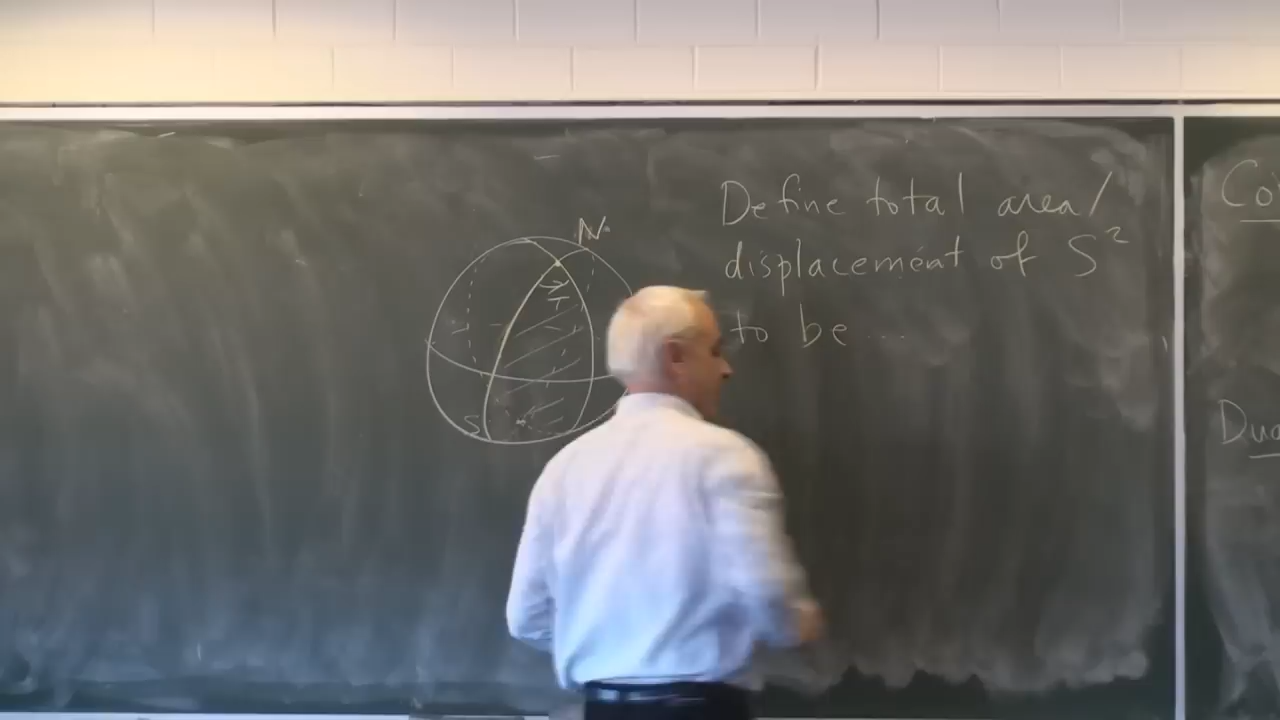 N
T
S
Define total area/
displacement of S²
to be ...
Co
Dua